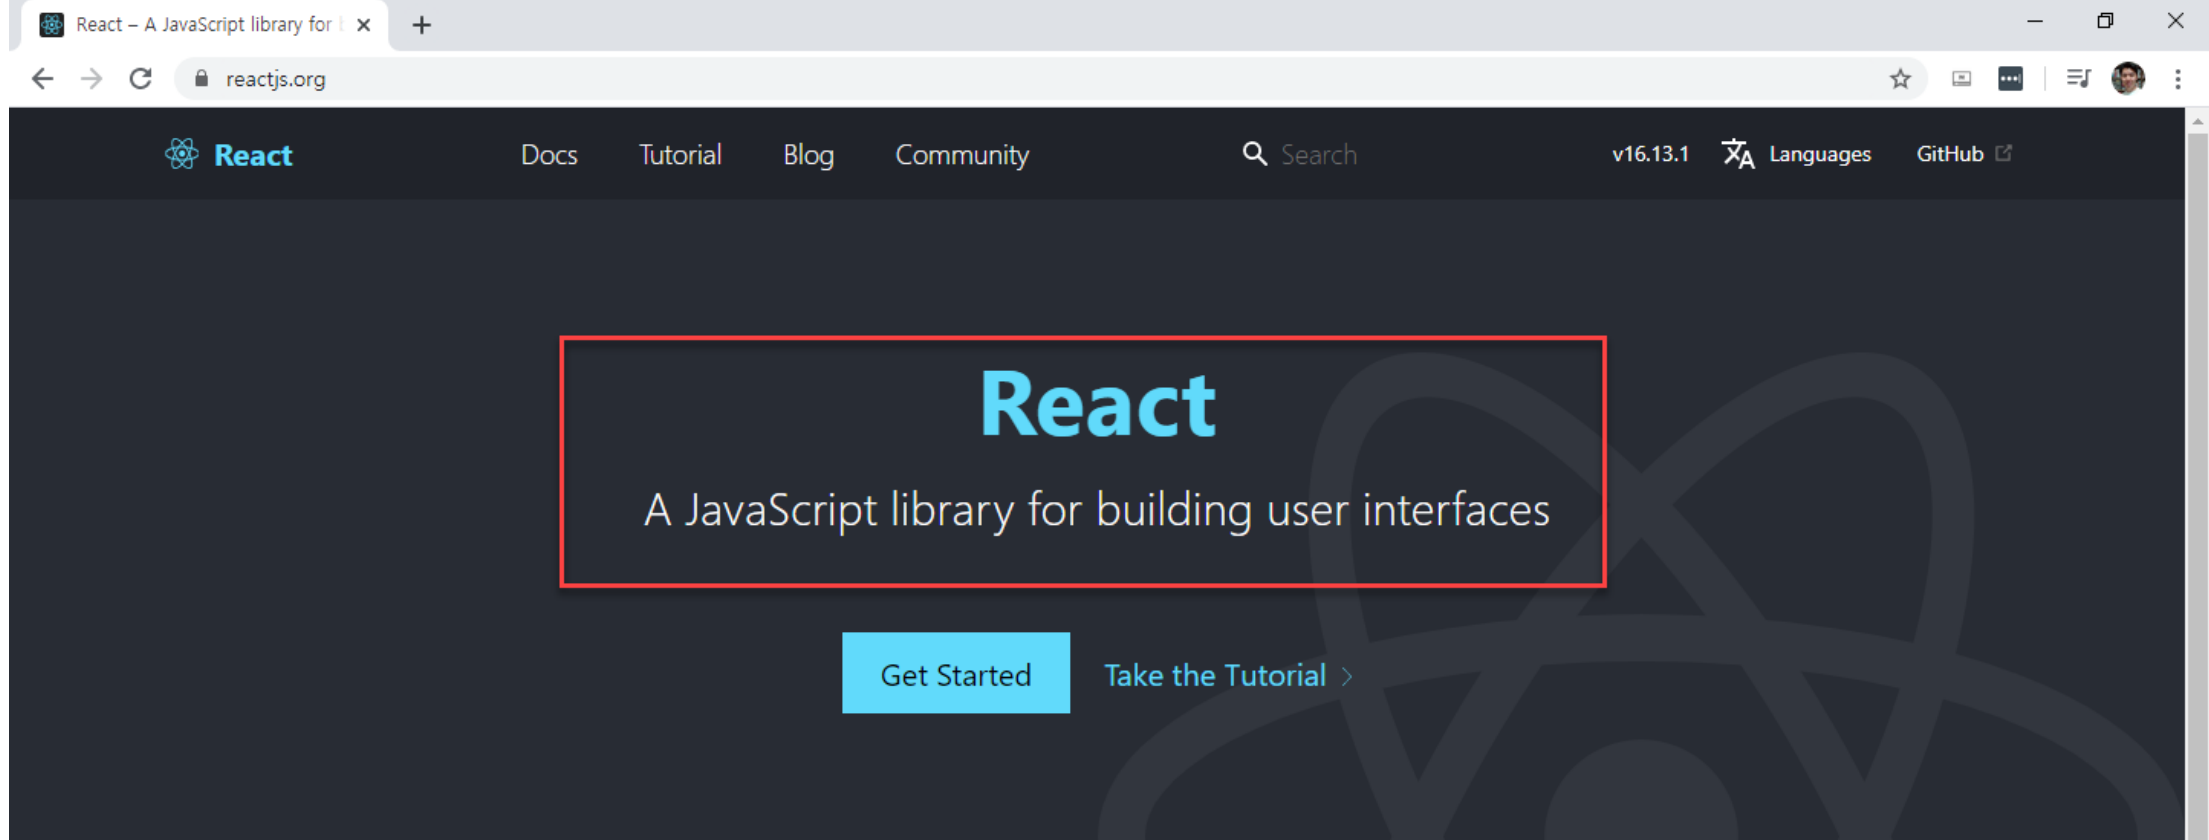 React – A JavaScript library for
reactjs.org
React Docs Tutorial Blog Community Search v16.13.1 Languages GitHub
React
A JavaScript library for building user interfaces
Get Started Take the Tutorial